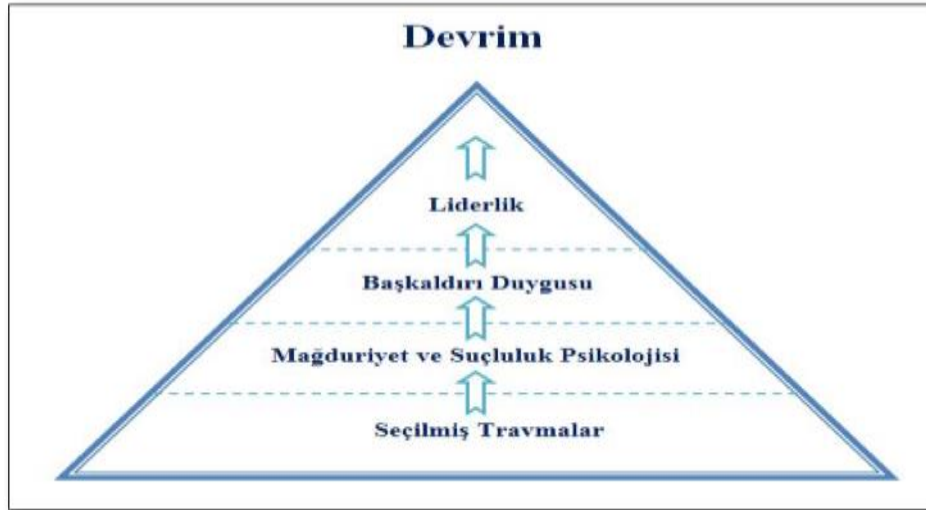 Devrim
Liderlik
Başkaldırı Duygusu
Mağduriyet ve Suçluluk Psikolojisi
Seçilmiş Travmalar